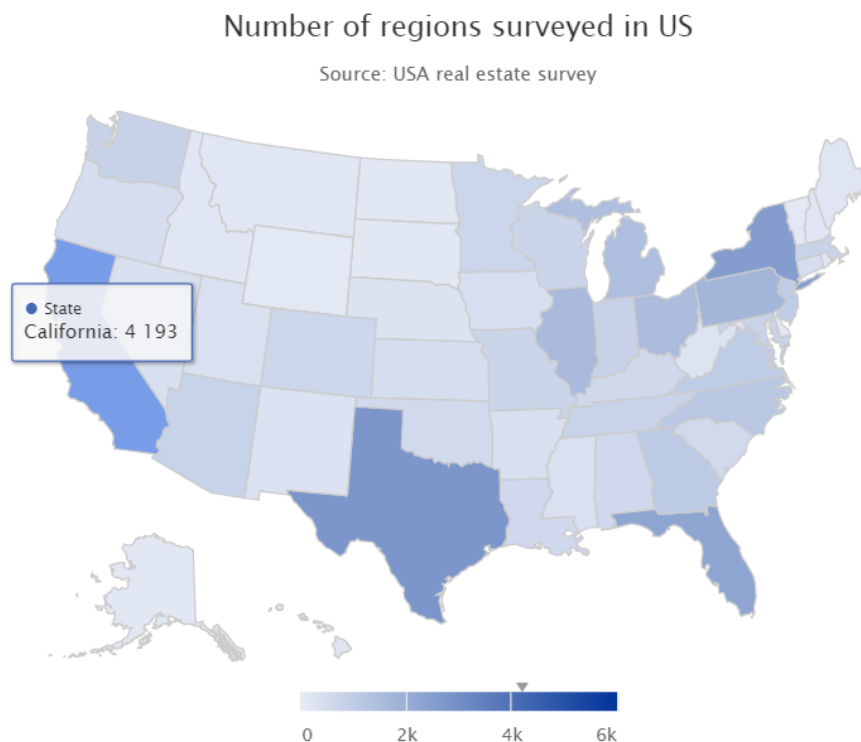 Number of regions surveyed in US
Source: USA real estate survey
● State
California: 4 193
0 2k 4k 6k